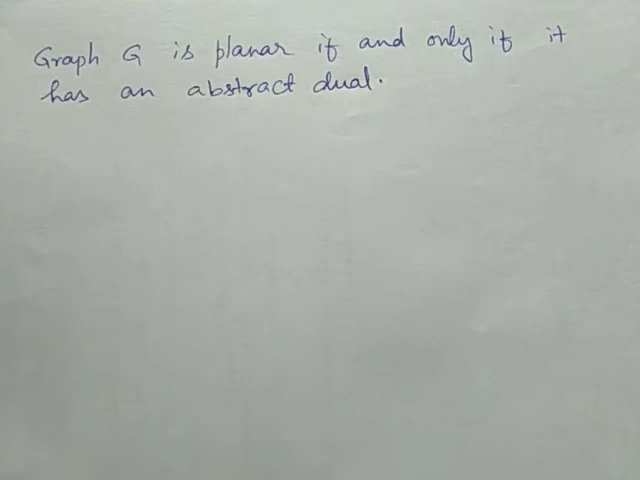 Graph G is planar if and only if it
has an abstract dual.